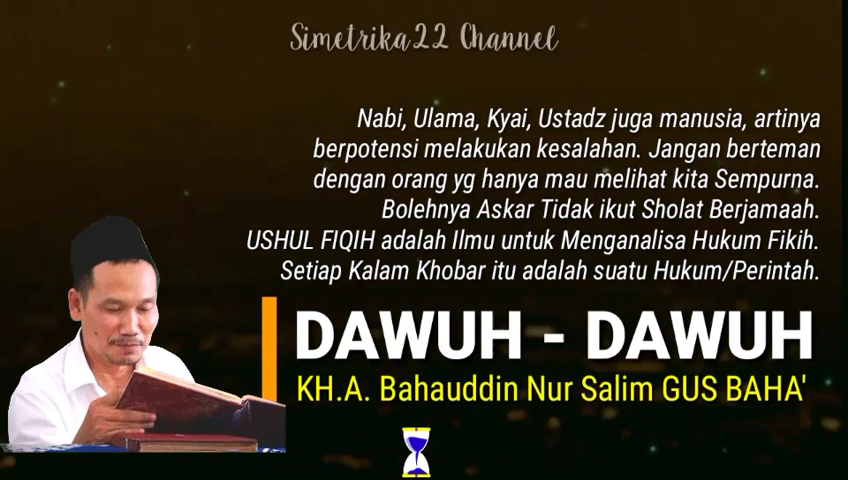 Simetrika22 Channel
Nabi, Ulama, Kyai, Ustadz juga manusia, artinya
berpotensi melakukan kesalahan. Jangan berteman
dengan orang yg hanya mau melihat kita Sempurna.
Bolehnya Askar Tidak ikut Sholat Berjamaah.
USHUL FIQIH adalah Ilmu untuk Menganalisa Hukum Fikih.
Setiap Kalam Khobar itu adalah suatu Hukum/Perintah.
DAWUH - DAWUH
KH.A. Bahauddin Nur Salim GUS BAHA'